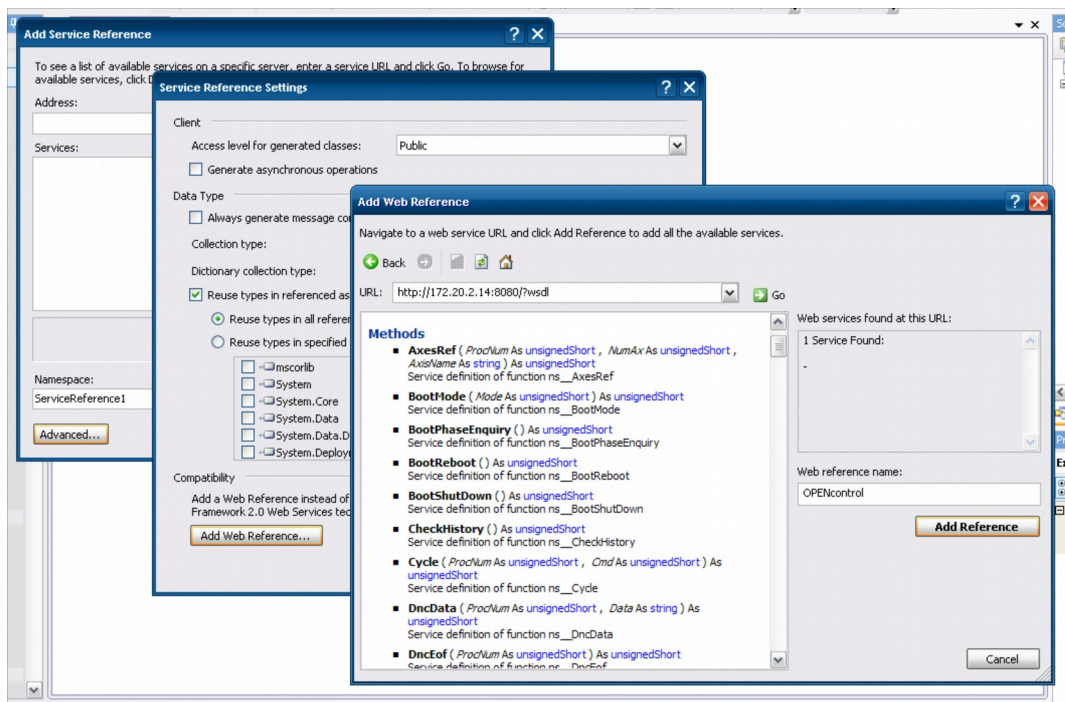 Add Service Reference
To see a list of available services on a specific server, enter a service URL and click Go. To browse for
available services, click
Address:
Services:
Namespace:
ServiceReference1
Advanced...
Service Reference Settings
Client
Access level for generated classes: Public
Generate asynchronous operations
Data Type
Always generate message
Collection type:
Dictionary collection type:
Reuse types in referenced
Reuse types in all
Reuse types in specified
mscorlib
System
System.Core
System.Data
System.Data.D
Compatibility
Add a Web Reference instead of
Framework 2.0 Web Services
Add Web Reference...
Add Web Reference
Navigate to a web service URL and click Add Reference to add all the available services.
Back
URL: http://172.20.2.14:8080/?wsdl Go
Methods
AxesRef ( ProcNum As unsignedShort , NumAx As unsignedShort ,
AxisName As string ) As unsignedShort
Service definition of function ns__AxesRef
BootMode ( Mode As unsignedShort ) As unsignedShort
Service definition of function ns__BootMode
BootPhaseEnquiry () As unsignedShort
Service definition of function ns__BootPhaseEnquiry
BootReboot () As unsignedShort
Service definition of function ns__BootReboot
BootShutDown () As unsignedShort
Service definition of function ns__BootShutDown
CheckHistory () As unsignedShort
Service definition of function ns__CheckHistory
Cycle ( ProcNum As unsignedShort , Cmd As unsignedShort ) As
unsignedShort
Service definition of function ns__Cycle
DncData ( ProcNum As unsignedShort , Data As string ) As
unsignedShort
Service definition of function ns__DncData
DncEof ( ProcNum As unsignedShort ) As unsignedShort
Service definition of function ns__DncEof
Web services found at this URL:
1 Service Found:
-
Web reference name:
OPENcontrol
Add Reference
Cancel